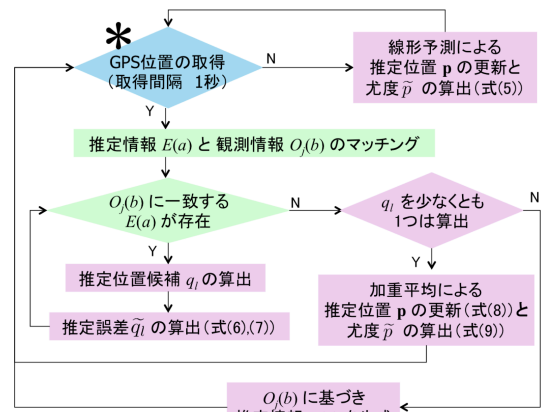 *
GPS位置の取得
(取得間隔 1秒)
N
線形予測による
推定位置 p の更新と
尤度 p̃ の算出(式(5))
Y
推定情報 E(a) と 観測情報 Oj(b) のマッチング
Oj(b) に一致する
E(a) が存在
N
ql を少なくとも
1つは算出
N
Y
推定位置候補 ql の算出
Y
加重平均による
推定位置 p の更新(式(8))と
尤度 p̃ の算出(式(9))
推定誤差 q̃l の算出(式(6),(7))
Oj(b) に基づき